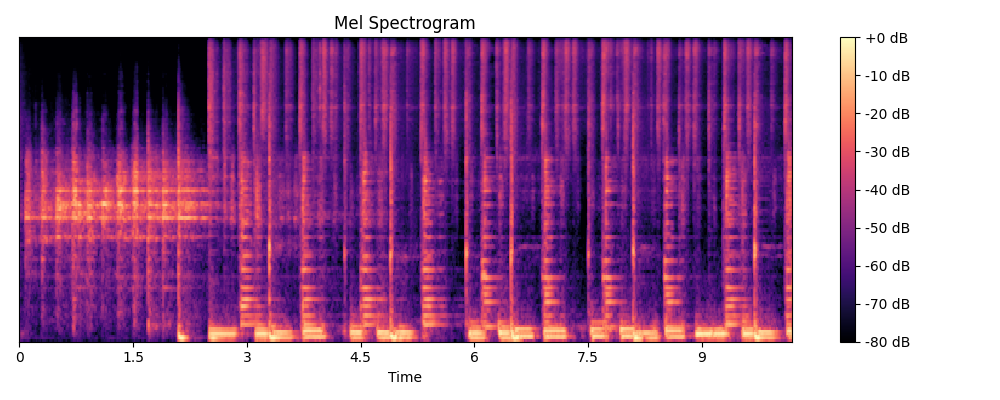 Mel Spectrogram
+0 dB
-10 dB
-20 dB
-30 dB
-40 dB
-50 dB
-60 dB
-70 dB
-80 dB
0 1.5 3 4.5 6 7.5 9
Time